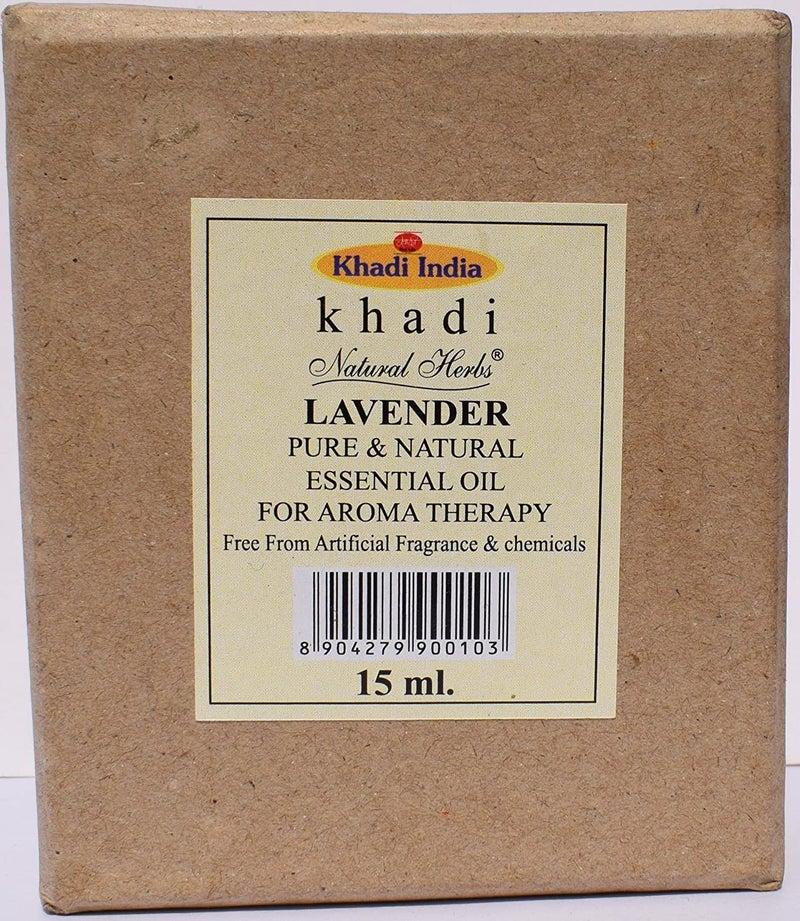 Khadi India
khadi
Natural Herbs®
LAVENDER
PURE & NATURAL
ESSENTIAL OIL
FOR AROMA THERAPY
Free From Artificial Fragrance & chemicals
8 904279 900103
15 ml.